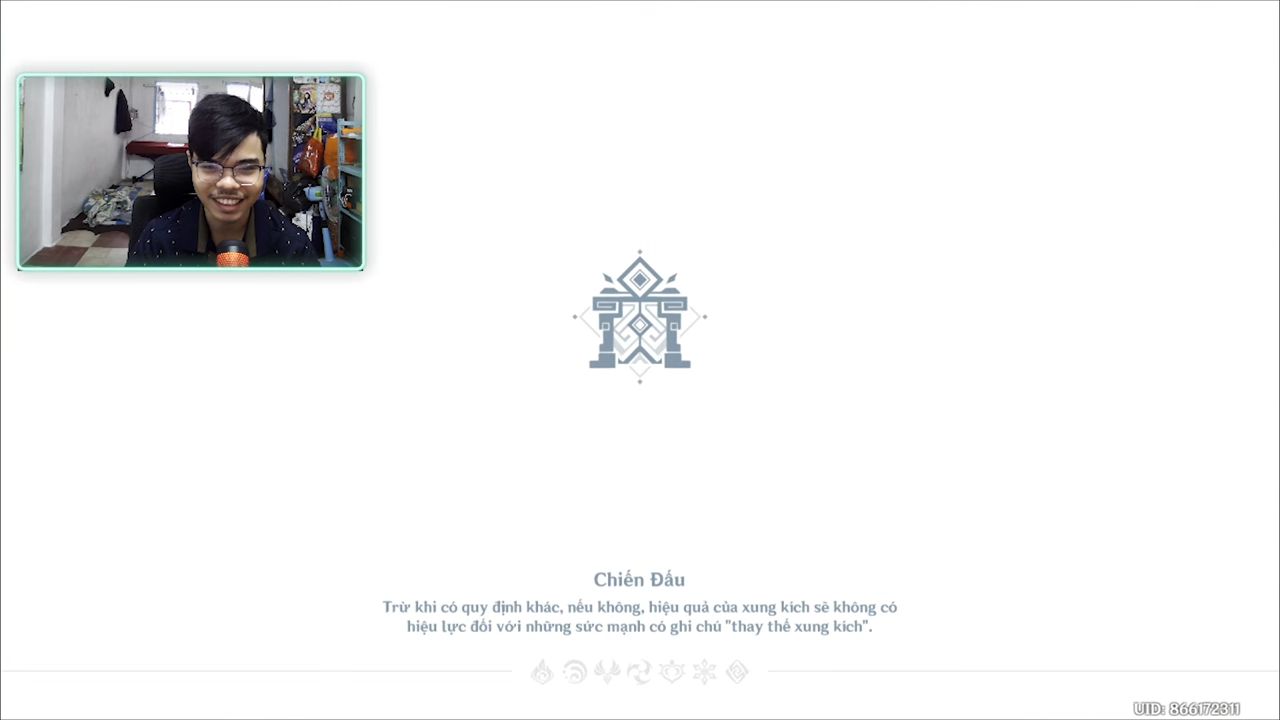 Chiến Đấu
Trừ khi có quy định khác, nếu không, hiệu quả của xung kích sẽ không có
hiệu lực đối với những sức mạnh có ghi chú "thay thế xung kích".
UID: 866172311